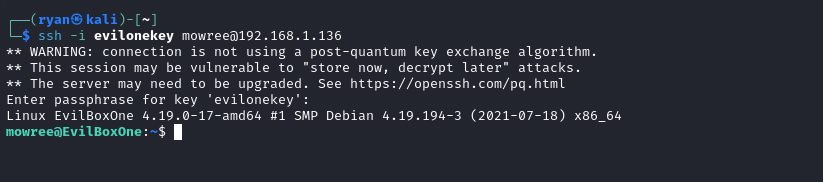 ┌──(ryan㉿kali)-[~]
└─$ ssh -i evilonekey mowree@192.168.1.136
** WARNING: connection is not using a post-quantum key exchange algorithm.
** This session may be vulnerable to "store now, decrypt later" attacks.
** The server may need to be upgraded. See https://openssh.com/pq.html
Enter passphrase for key 'evilonekey':
Linux EvilBoxOne 4.19.0-17-amd64 #1 SMP Debian 4.19.194-3 (2021-07-18) x86_64
mowree@EvilBoxOne:~$